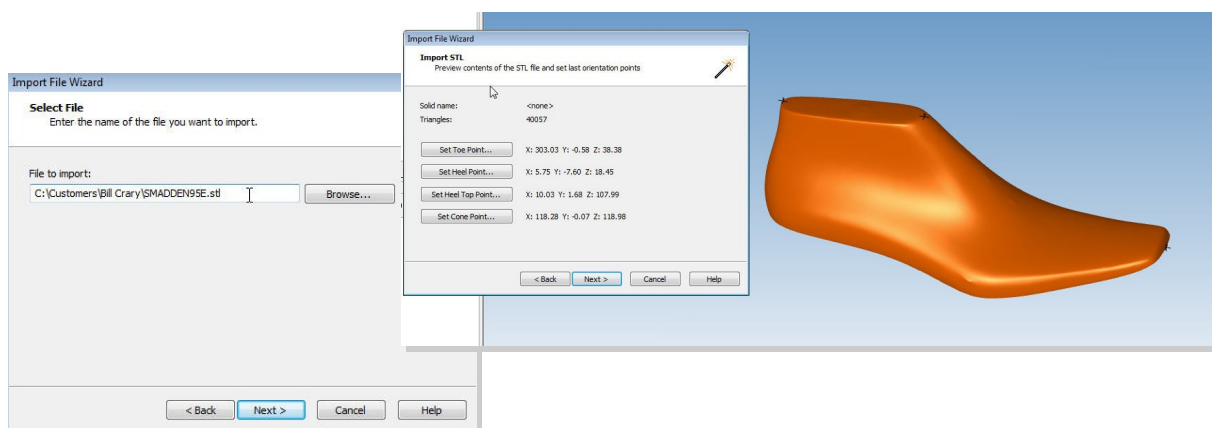 Import File Wizard
Select File
Enter the name of the file you want to import.
File to import:
C:\Customers\Bill Crary\SMADDEN95E.stl
Browse...
< Back Next > Cancel Help
Import File Wizard
Import STL
Preview contents of the STL file and set last orientation points
Solid name: <none>
Triangles: 40057
Set Toe Point... X: 303.03 Y: -0.58 Z: 38.38
Set Heel Point... X: 5.75 Y: -7.60 Z: 18.45
Set Heel Top Point... X: 10.03 Y: 1.68 Z: 107.99
Set Cone Point... X: 118.28 Y: -0.07 Z: 118.98
< Back Next > Cancel Help